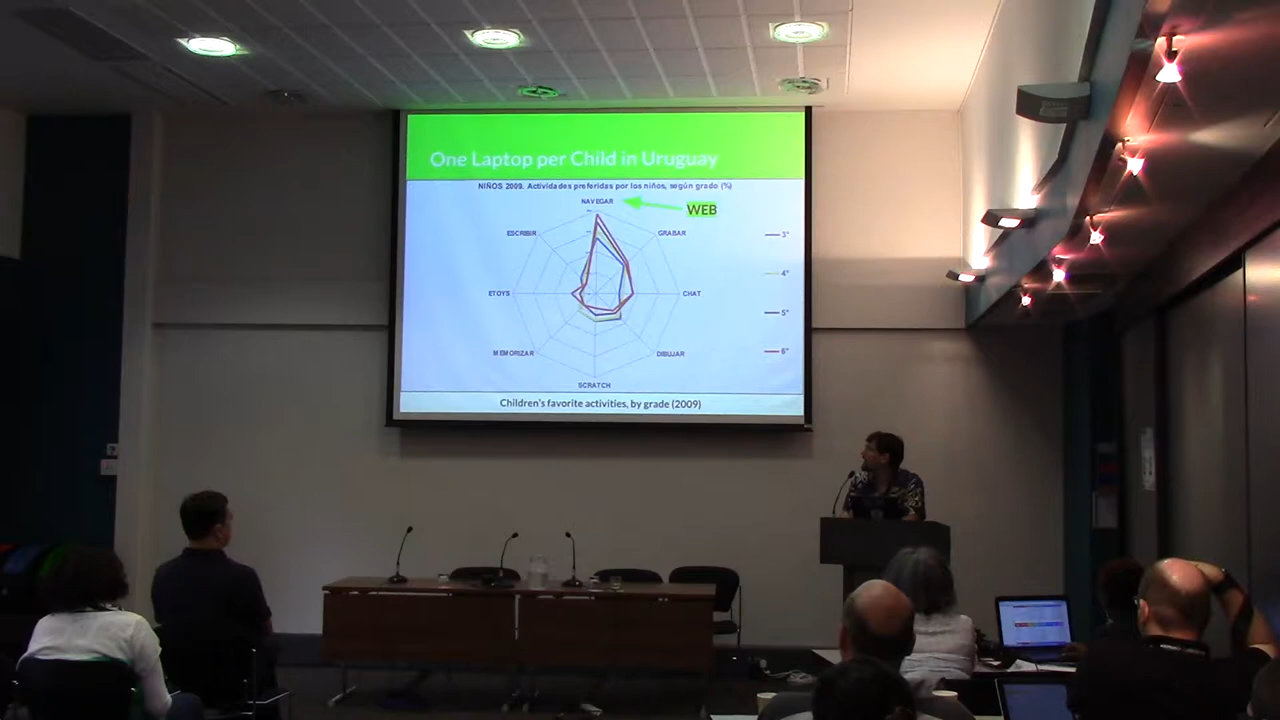 One Laptop per Child in Uruguay
NIÑOS 2009. Actividades preferidas por los niños, según grado (%)
NAVEGAR
WEB
ESCRIBIR
GRABAR
3°
4°
ETOYS
CHAT
5°
MEMORIZAR
DIBUJAR
6°
SCRATCH
Children's favorite activities, by grade (2009)